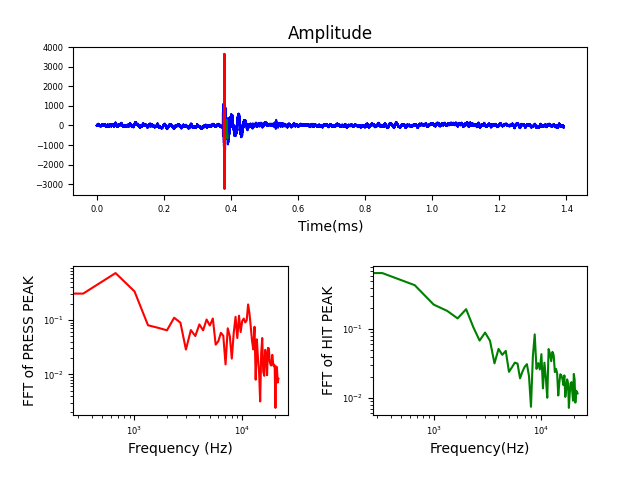 Amplitude
4000
3000
2000
1000
0
−1000
−2000
−3000
0.0 0.2 0.4 0.6 0.8 1.0 1.2 1.4
Time(ms)
FFT of PRESS PEAK
10⁻¹
10⁻²
10³ 10⁴
Frequency (Hz)
FFT of HIT PEAK
10⁻¹
10⁻²
10³ 10⁴
Frequency(Hz)